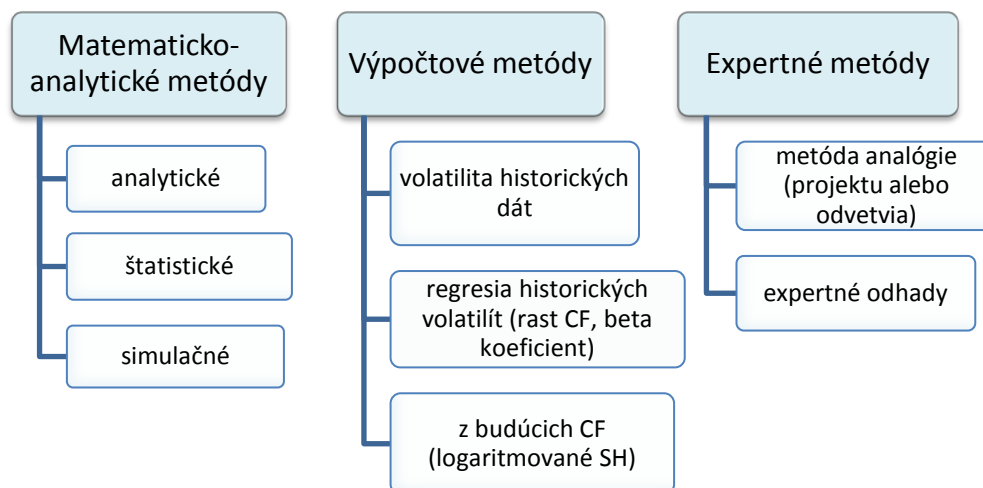 Matematicko-
analytické metódy
analytické
štatistické
simulačné
Výpočtové metódy
volatilita historických
dát
regresia historických
volatilít (rast CF, beta
koeficient)
z budúcich CF
(logaritmované SH)
Expertné metódy
metóda analógie
(projektu alebo
odvetvia)
expertné odhady